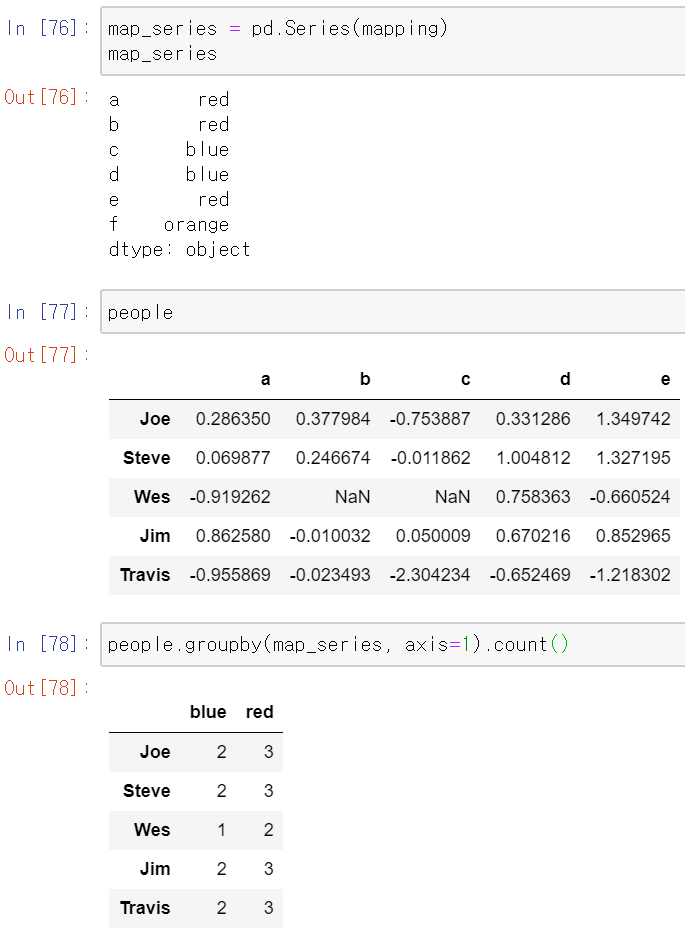 In [76]: map_series = pd.Series(mapping)
map_series
Out[76]: a red
b red
c blue
d blue
e red
f orange
dtype: object
In [77]: people
Out[77]:
a b c d e
Joe 0.286350 0.377984 -0.753887 0.331286 1.349742
Steve 0.069877 0.246674 -0.011862 1.004812 1.327195
Wes -0.919262 NaN NaN 0.758363 -0.660524
Jim 0.862580 -0.010032 0.050009 0.670216 0.852965
Travis -0.955869 -0.023493 -2.304234 -0.652469 -1.218302
In [78]: people.groupby(map_series, axis=1).count()
Out[78]:
blue red
Joe 2 3
Steve 2 3
Wes 1 2
Jim 2 3
Travis 2 3